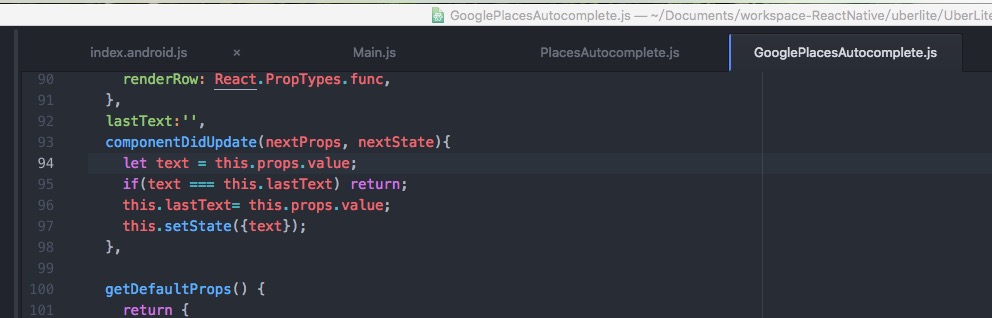 GooglePlacesAutocomplete.js — ~/Documents/workspace-ReactNative/uberlite/UberLite
index.android.js × Main.js PlacesAutocomplete.js GooglePlacesAutocomplete.js
90 renderRow: React.PropTypes.func,
91 },
92 lastText:'',
93 componentDidUpdate(nextProps, nextState){
94 let text = this.props.value;
95 if(text === this.lastText) return;
96 this.lastText= this.props.value;
97 this.setState({text});
98 },
99
100 getDefaultProps() {
101 return {